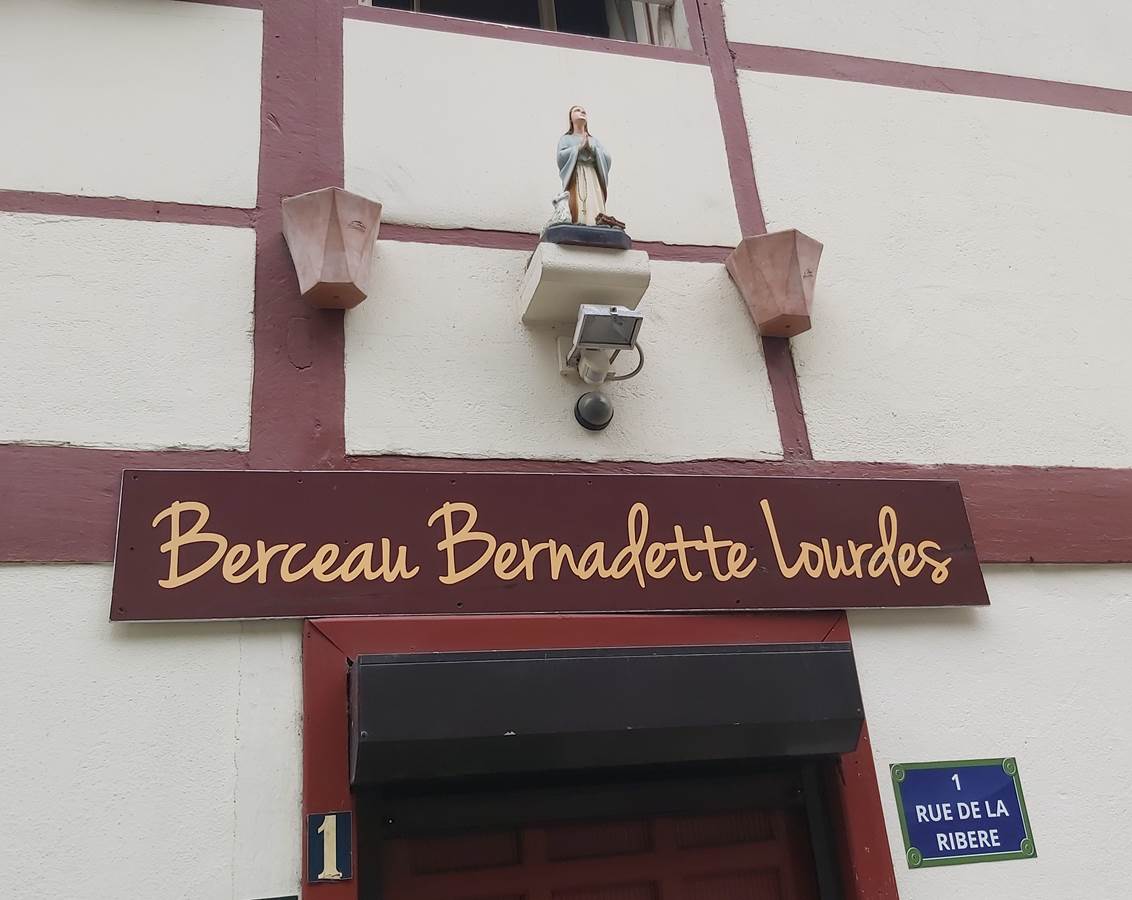 Berceau Bernadette Lourdes
1
1
RUE DE LA
RIBERE